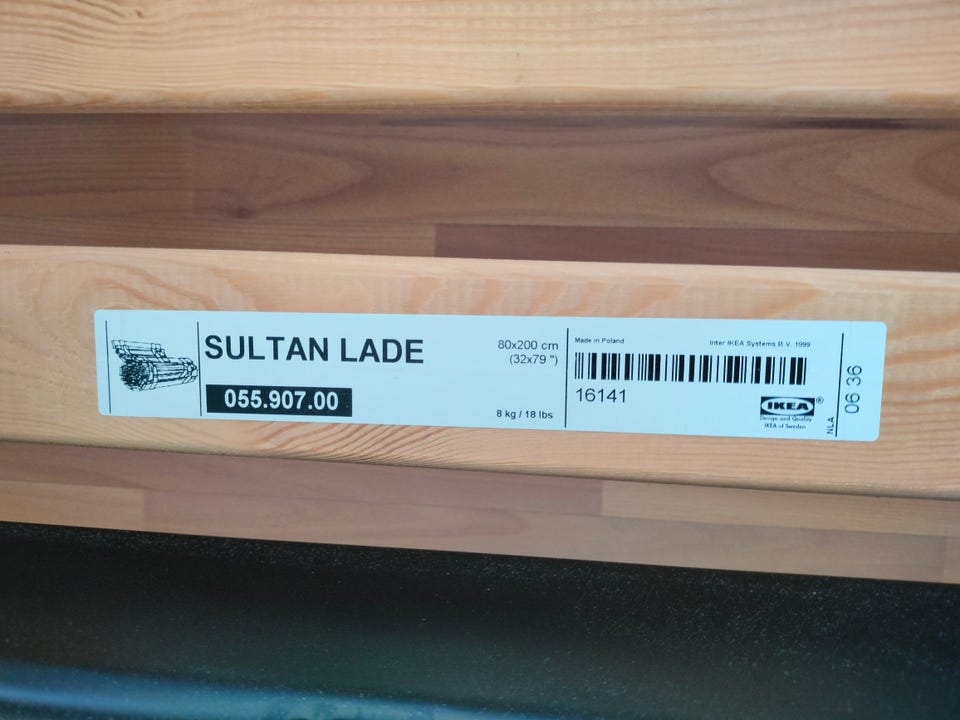 SULTAN LADE
055.907.00
80x200 cm
(32x79 ")
8 kg / 18 lbs
Made in Poland
Inter IKEA Systems B.V. 1999
16141
IKEA®
Design and Quality
IKEA of Sweden
NLA
06 36